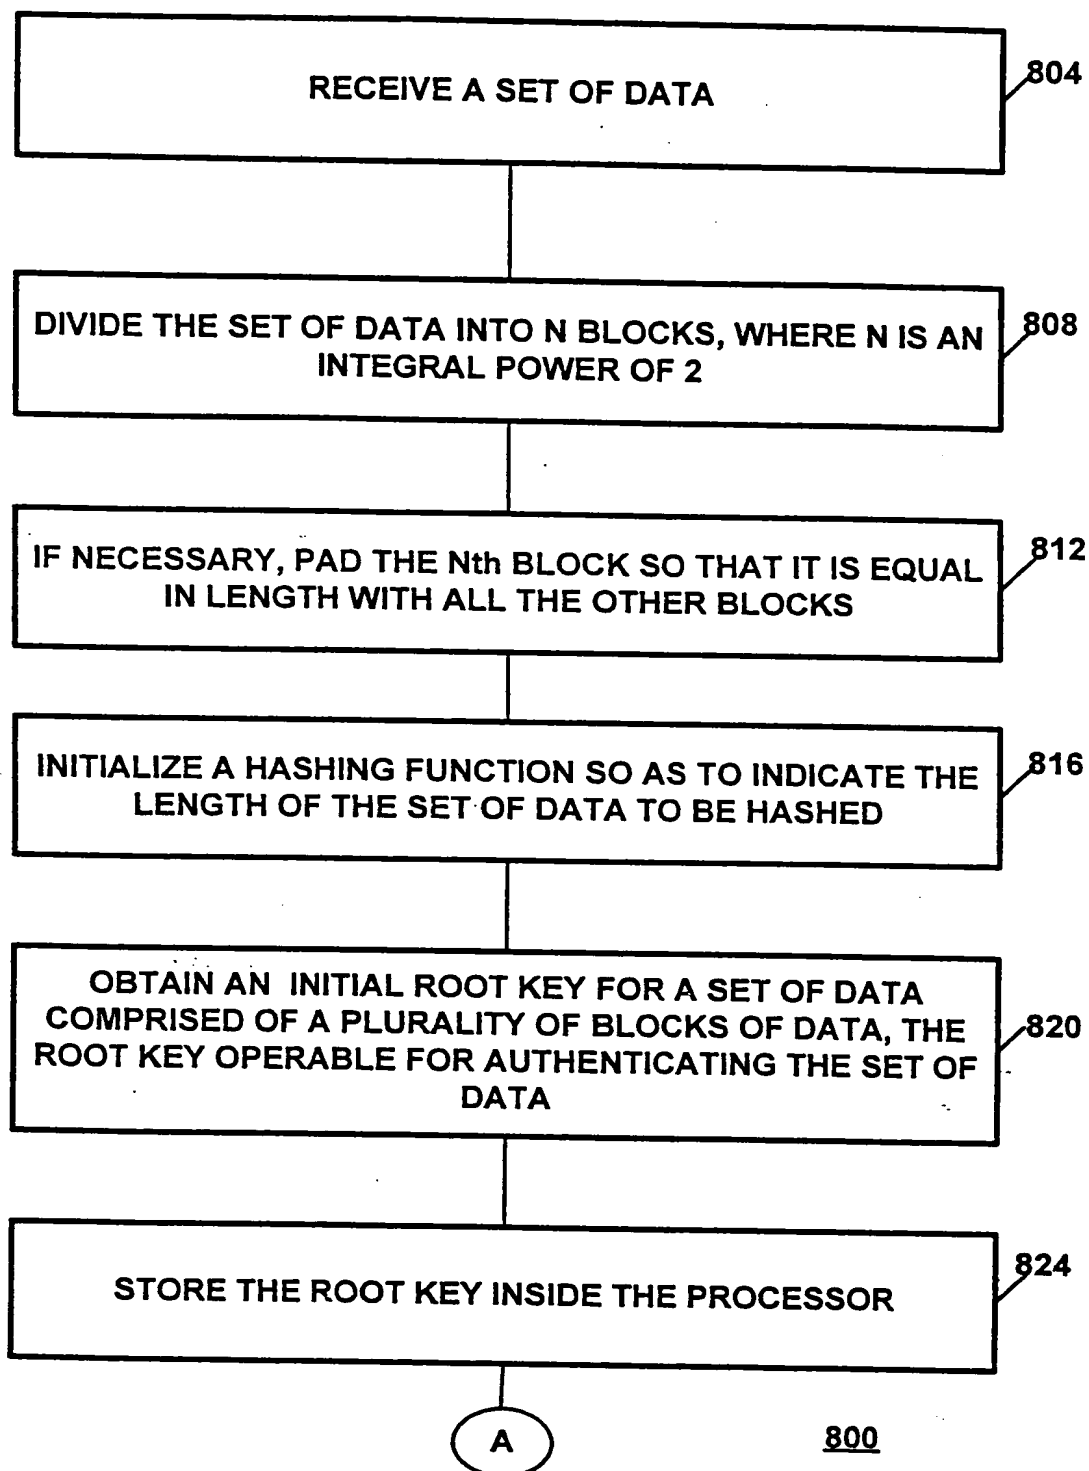 RECEIVE A SET OF DATA
804
DIVIDE THE SET OF DATA INTO N BLOCKS, WHERE N IS AN
INTEGRAL POWER OF 2
808
IF NECESSARY, PAD THE Nth BLOCK SO THAT IT IS EQUAL
IN LENGTH WITH ALL THE OTHER BLOCKS
812
INITIALIZE A HASHING FUNCTION SO AS TO INDICATE THE
LENGTH OF THE SET OF DATA TO BE HASHED
816
OBTAIN AN INITIAL ROOT KEY FOR A SET OF DATA
COMPRISED OF A PLURALITY OF BLOCKS OF DATA, THE
ROOT KEY OPERABLE FOR AUTHENTICATING THE SET OF
DATA
820
STORE THE ROOT KEY INSIDE THE PROCESSOR
824
A
800